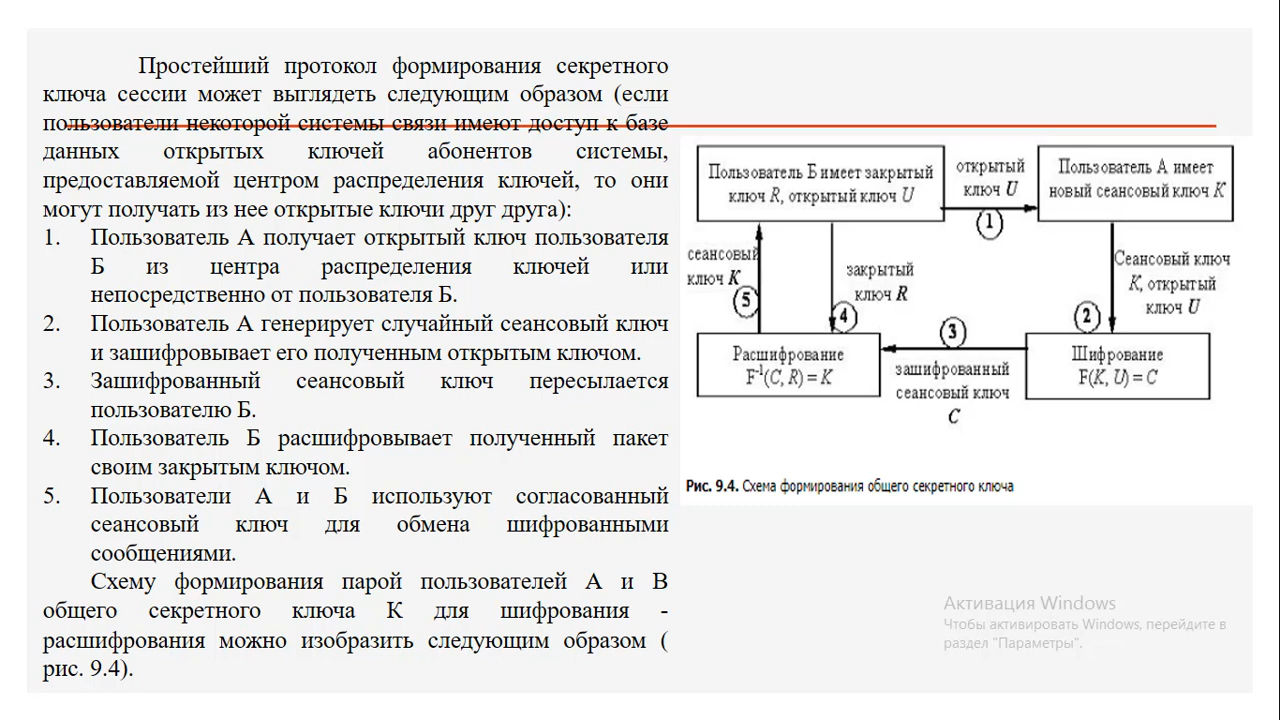 Простейший протокол формирования секретного
ключа сессии может выглядеть следующим образом (если
пользователи некоторой системы связи имеют доступ к базе
данных открытых ключей абонентов системы,
предоставляемой центром распределения ключей, то они
могут получать из нее открытые ключи друг друга):
1. Пользователь А получает открытый ключ пользователя
Б из центра распределения ключей или
непосредственно от пользователя Б.
2. Пользователь А генерирует случайный сеансовый ключ
и зашифровывает его полученным открытым ключом.
3. Зашифрованный сеансовый ключ пересылается
пользователю Б.
4. Пользователь Б расшифровывает полученный пакет
своим закрытым ключом.
5. Пользователи А и Б используют согласованный
сеансовый ключ для обмена шифрованными
сообщениями.
Схему формирования парой пользователей А и В
общего секретного ключа К для шифрования -
расшифрования можно изобразить следующим образом (
рис. 9.4).
Пользователь Б имеет закрытый
ключ R, открытый ключ U
открытый
ключ U
1
Пользователь А имеет
новый сеансовый ключ K
сеансовый
ключ K
5
закрытый
ключ R
4
Сеансовый ключ
K, открытый
ключ U
2
Расшифрование
F⁻¹(C, R) = K
3
зашифрованный
сеансовый ключ
C
Шифрование
F(K, U) = C
Рис. 9.4. Схема формирования общего секретного ключа
Активация Windows
Чтобы активировать Windows, перейдите в
раздел "Параметры".